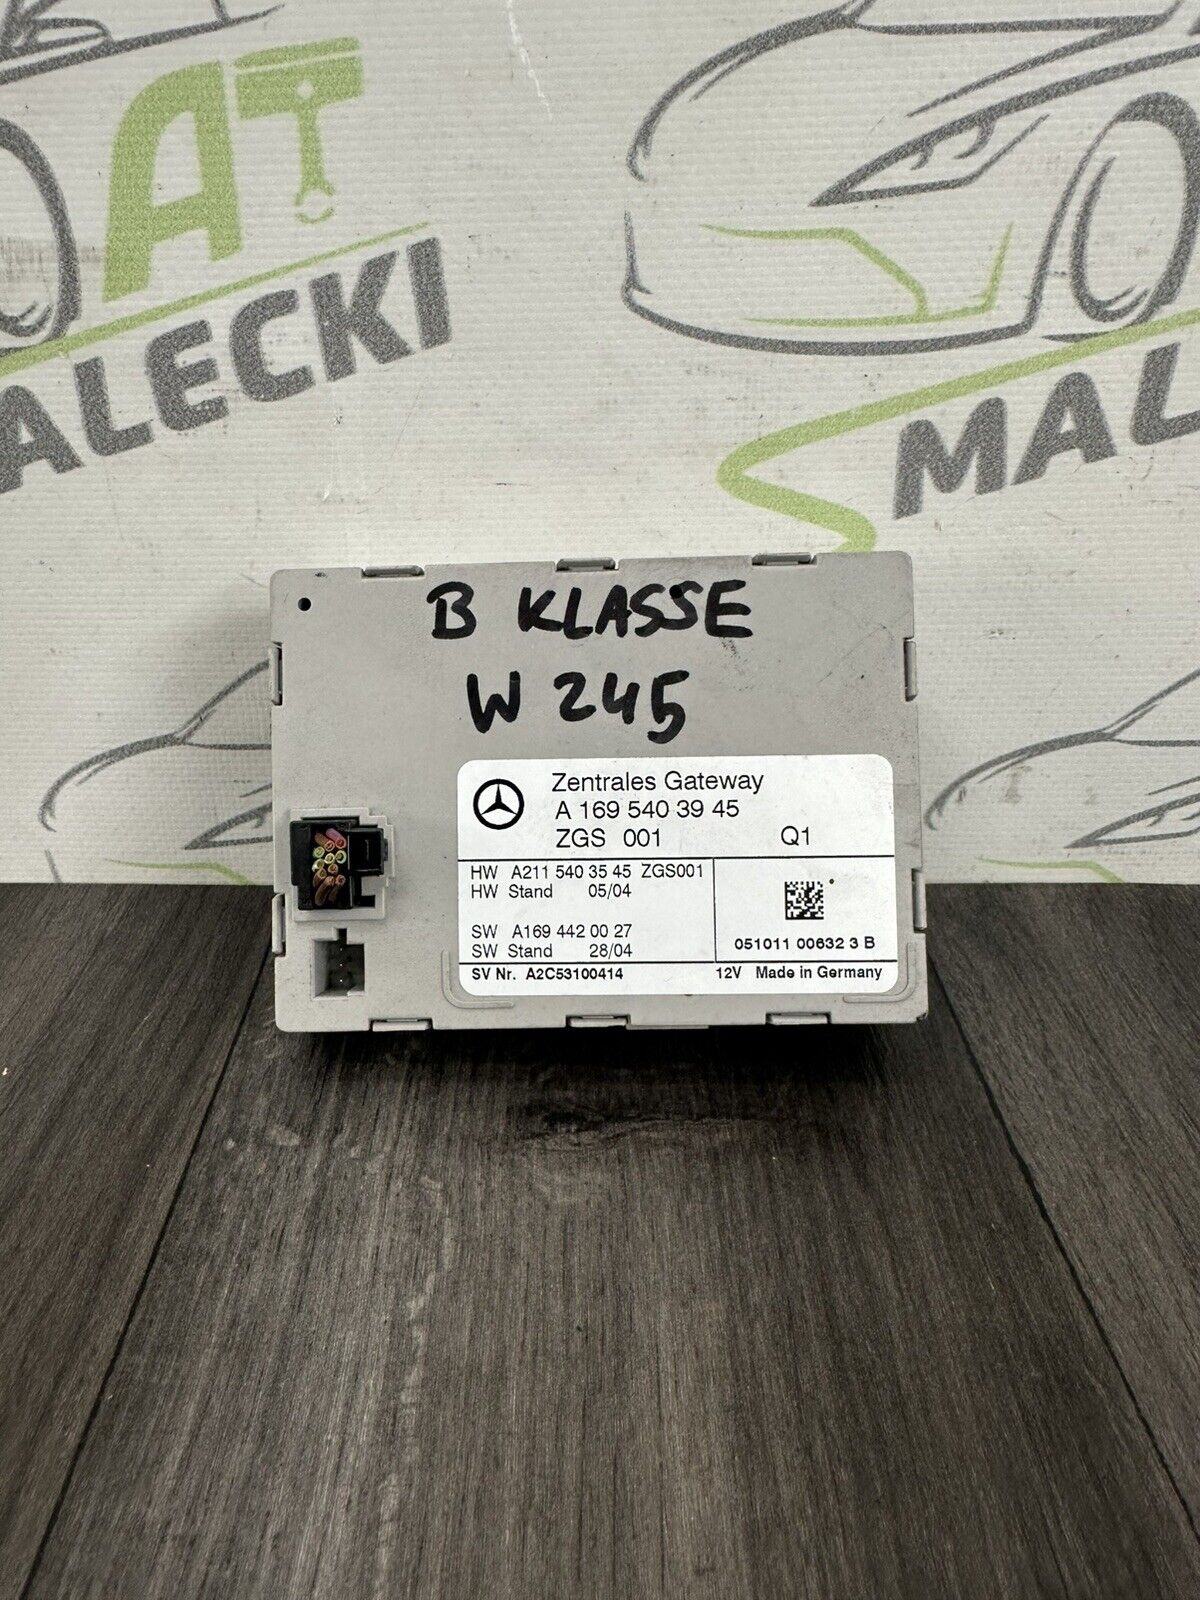 AT
MALECKI
MAL
B KLASSE
W 245
Zentrales Gateway
A 169 540 39 45
ZGS 001 Q1
HW A211 540 35 45 ZGS001
HW Stand 05/04
SW A169 442 00 27
SW Stand 28/04
051011 00632 3 B
SV Nr. A2C53100414 12V Made in Germany